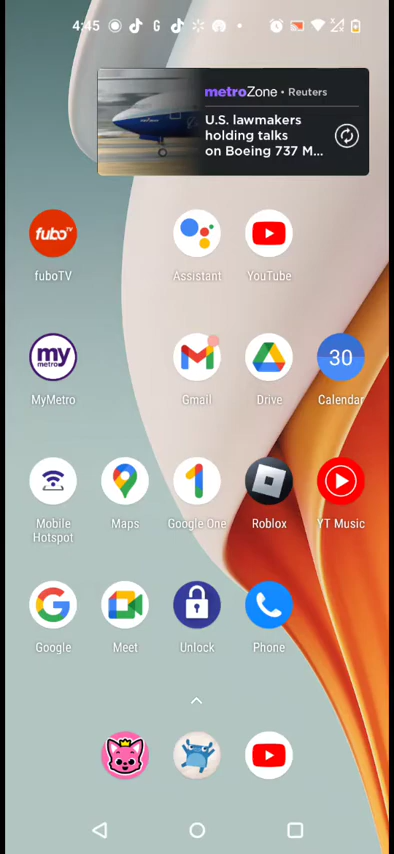 4:45
G
metroZone • Reuters
U.S. lawmakers
holding talks
on Boeing 737 M...
fuboTV
fuboTV
Assistant
YouTube
my
metro
30
MyMetro
Gmail
Drive
Calendar
Mobile
Hotspot
Maps
Google One
Roblox
YT Music
Google
Meet
Unlock
Phone